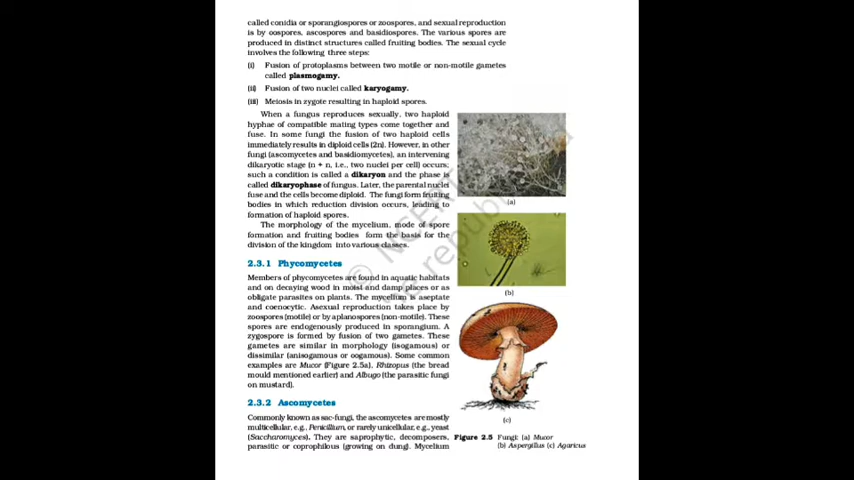 called conidia or sporangiospores or zoospores, and sexual reproduction
is by oospores, ascospores and basidiospores. The various spores are
produced in distinct structures called fruiting bodies. The sexual cycle
involves the following three steps:
(i) Fusion of protoplasms between two motile or non-motile gametes
called plasmogamy.
(ii) Fusion of two nuclei called karyogamy.
(iii) Meiosis in zygote resulting in haploid spores.
When a fungus reproduces sexually, two haploid
hyphae of compatible mating types come together and
fuse. In some fungi the fusion of two haploid cells
immediately results in diploid cells (2n). However, in other
fungi (ascomycetes and basidiomycetes), an intervening
dikaryotic stage (n + n, i.e., two nuclei per cell) occurs;
such a condition is called a dikaryon and the phase is
called dikaryophase of fungus. Later, the parental nuclei
fuse and the cells become diploid. The fungi form fruiting
bodies in which reduction division occurs, leading to
formation of haploid spores.
The morphology of the mycelium, mode of spore
formation and fruiting bodies form the basis for the
division of the kingdom into various classes.
2.3.1 Phycomycetes
Members of phycomycetes are found in aquatic habitats
and on decaying wood in moist and damp places or as
obligate parasites on plants. The mycelium is aseptate
and coenocytic. Asexual reproduction takes place by
zoospores (motile) or by aplanospores (non-motile). These
spores are endogenously produced in sporangium. A
zygospore is formed by fusion of two gametes. These
gametes are similar in morphology (isogamous) or
dissimilar (anisogamous or oogamous). Some common
examples are Mucor (Figure 2.5a), Rhizopus (the bread
mould mentioned earlier) and Albugo (the parasitic fungi
on mustard).
2.3.2 Ascomycetes
Commonly known as sac-fungi, the ascomycetes are mostly
multicellular, e.g., Penicillium, or rarely unicellular, e.g., yeast
(Saccharomyces). They are saprophytic, decomposers,
parasitic or coprophilous (growing on dung). Mycelium
(a)
(b)
(c)
Figure 2.5 Fungi: (a) Mucor
(b) Aspergillus (c) Agaricus
© NCERT
republi